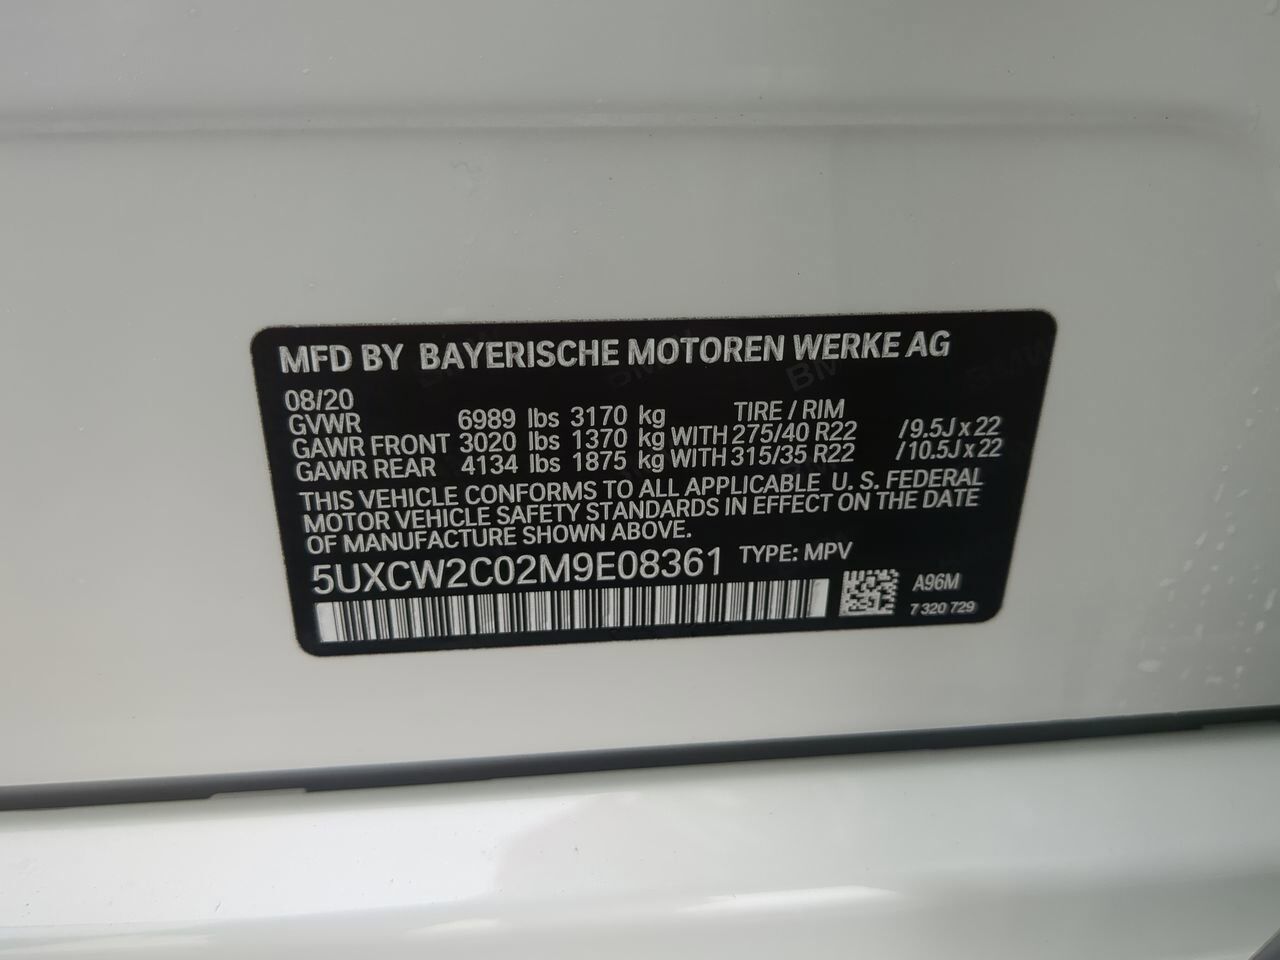 MFD BY BAYERISCHE MOTOREN WERKE AG
08/20
GVWR 6989 lbs 3170 kg TIRE / RIM
GAWR FRONT 3020 lbs 1370 kg WITH 275/40 R22 /9.5J x 22
GAWR REAR 4134 lbs 1875 kg WITH 315/35 R22 /10.5J x 22
THIS VEHICLE CONFORMS TO ALL APPLICABLE U. S. FEDERAL
MOTOR VEHICLE SAFETY STANDARDS IN EFFECT ON THE DATE
OF MANUFACTURE SHOWN ABOVE.
5UXCW2C02M9E08361 TYPE: MPV
A96M
7 320 729